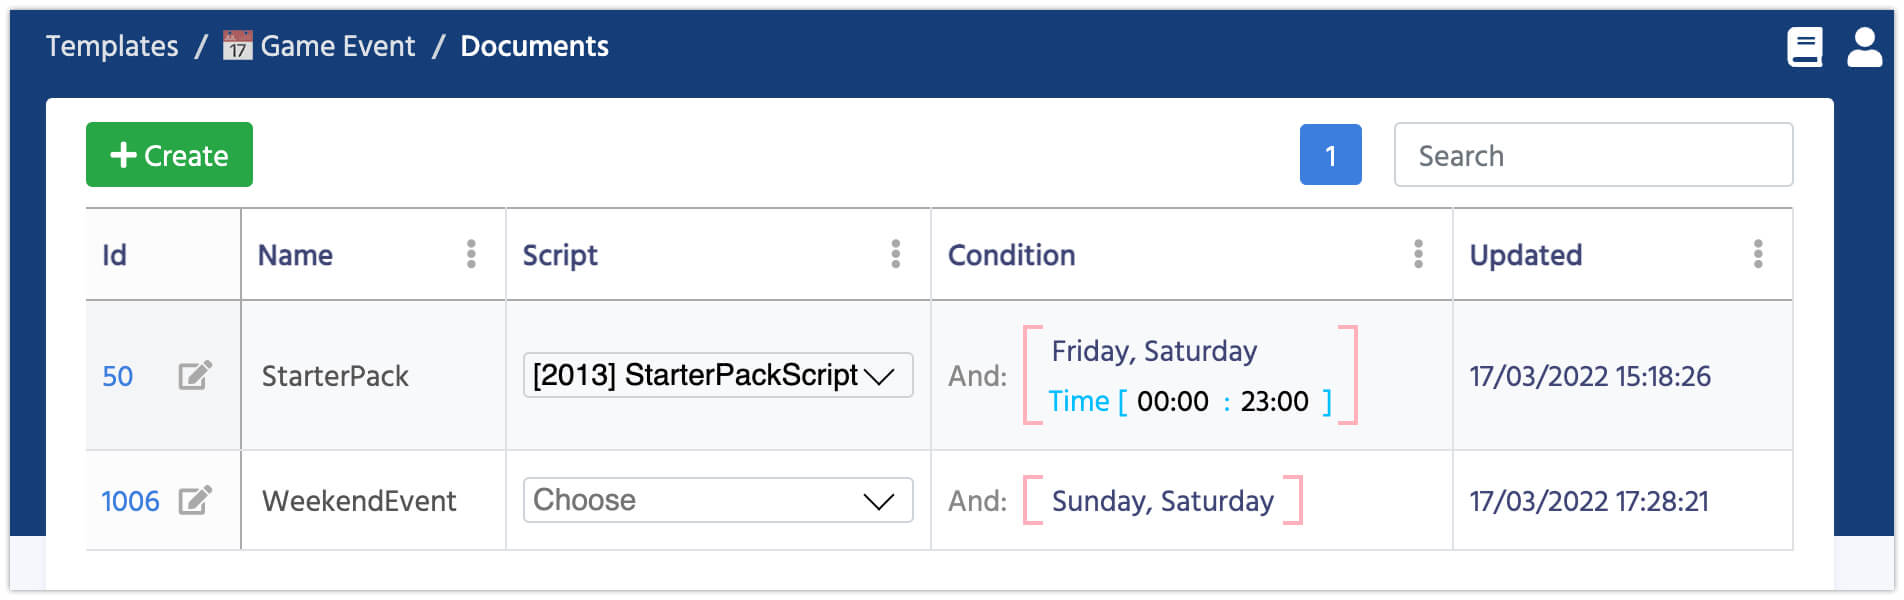 Templates / 17 Game Event / Documents
+ Create 1 Search
Id Name Script Condition Updated
50 StarterPack [2013] StarterPackScript And: Friday, Saturday 17/03/2022 15:18:26
Time [ 00:00 : 23:00 ]
1006 WeekendEvent Choose And: Sunday, Saturday 17/03/2022 17:28:21